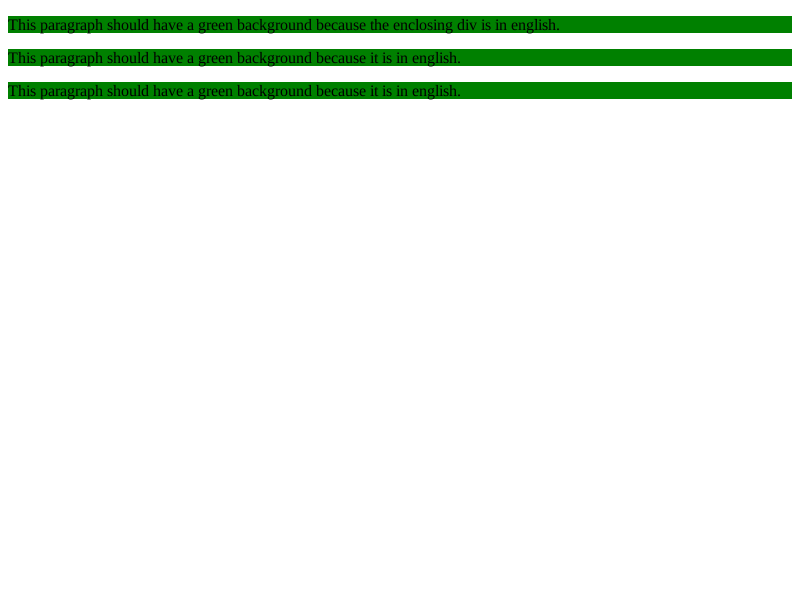 This paragraph should have a green background because the enclosing div is in english.
This paragraph should have a green background because it is in english.
This paragraph should have a green background because it is in english.